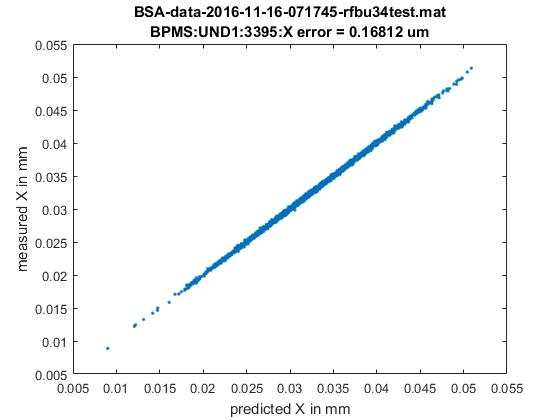 BSA-data-2016-11-16-071745-rfbu34test.mat
BPMS:UND1:3395:X error = 0.16812 um
0.055
0.05
0.045
0.04
0.035
0.03
0.025
0.02
0.015
0.01
0.005
measured X in mm
0.005 0.01 0.015 0.02 0.025 0.03 0.035 0.04 0.045 0.05 0.055
predicted X in mm